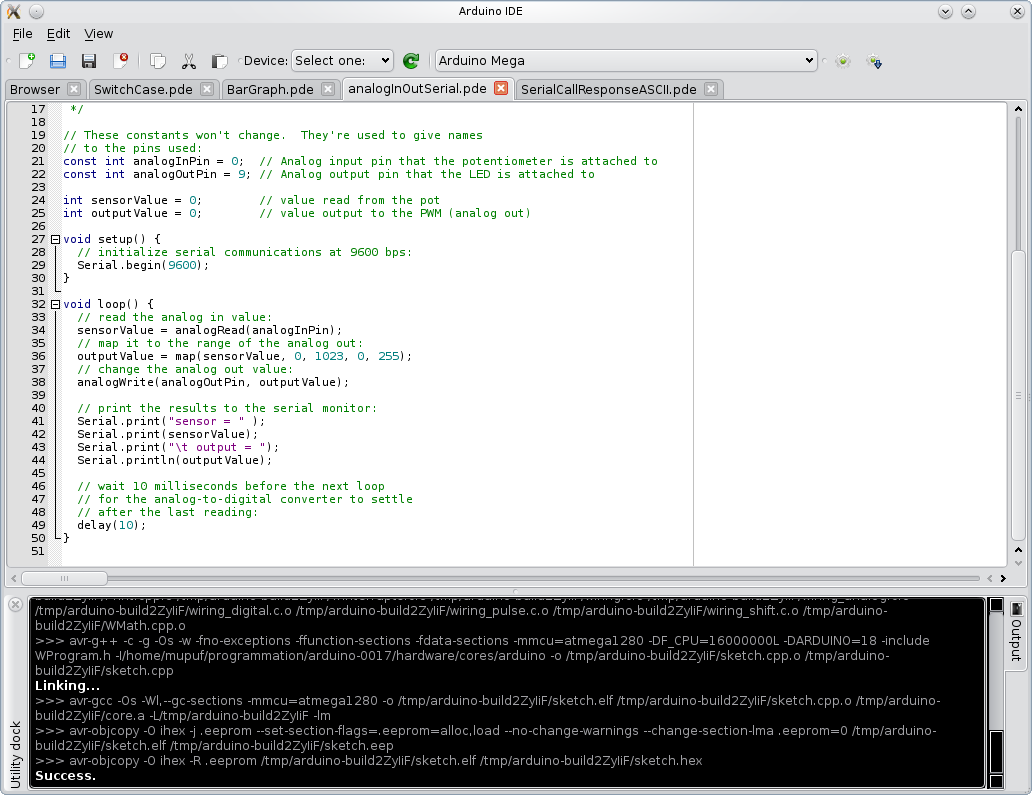 Arduino IDE
File Edit View
Device: Select one: Arduino Mega
Browser SwitchCase.pde BarGraph.pde analogInOutSerial.pde SerialCallResponseASCII.pde
17 */
18
19 // These constants won't change.  They're used to give names
20 // to the pins used:
21 const int analogInPin = 0;  // Analog input pin that the potentiometer is attached to
22 const int analogOutPin = 9; // Analog output pin that the LED is attached to
23
24 int sensorValue = 0;        // value read from the pot
25 int outputValue = 0;        // value output to the PWM (analog out)
26
27 void setup() {
28   // initialize serial communications at 9600 bps:
29   Serial.begin(9600);
30 }
31
32 void loop() {
33   // read the analog in value:
34   sensorValue = analogRead(analogInPin);
35   // map it to the range of the analog out:
36   outputValue = map(sensorValue, 0, 1023, 0, 255);
37   // change the analog out value:
38   analogWrite(analogOutPin, outputValue);
39
40   // print the results to the serial monitor:
41   Serial.print("sensor = " );
42   Serial.print(sensorValue);
43   Serial.print("\t output = ");
44   Serial.println(outputValue);
45
46   // wait 10 milliseconds before the next loop
47   // for the analog-to-digital converter to settle
48   // after the last reading:
49   delay(10);
50 }
51
/tmp/arduino-build2ZyIiF/wiring_digital.c.o /tmp/arduino-build2ZyIiF/wiring_pulse.c.o /tmp/arduino-build2ZyIiF/wiring_shift.c.o /tmp/arduino-
build2ZyIiF/WMath.cpp.o
>>> avr-g++ -c -g -Os -w -fno-exceptions -ffunction-sections -fdata-sections -mmcu=atmega1280 -DF_CPU=16000000L -DARDUINO=18 -include
WProgram.h -I/home/mupuf/programmation/arduino-0017/hardware/cores/arduino -o /tmp/arduino-build2ZyIiF/sketch.cpp.o /tmp/arduino-
build2ZyIiF/sketch.cpp
Linking...
>>> avr-gcc -Os -Wl,--gc-sections -mmcu=atmega1280 -o /tmp/arduino-build2ZyIiF/sketch.elf /tmp/arduino-build2ZyIiF/sketch.cpp.o /tmp/arduino-
build2ZyIiF/core.a -L/tmp/arduino-build2ZyIiF -lm
>>> avr-objcopy -O ihex -j .eeprom --set-section-flags=.eeprom=alloc,load --no-change-warnings --change-section-lma .eeprom=0 /tmp/arduino-
build2ZyIiF/sketch.elf /tmp/arduino-build2ZyIiF/sketch.eep
>>> avr-objcopy -O ihex -R .eeprom /tmp/arduino-build2ZyIiF/sketch.elf /tmp/arduino-build2ZyIiF/sketch.hex
Success.
Utility dock
Output